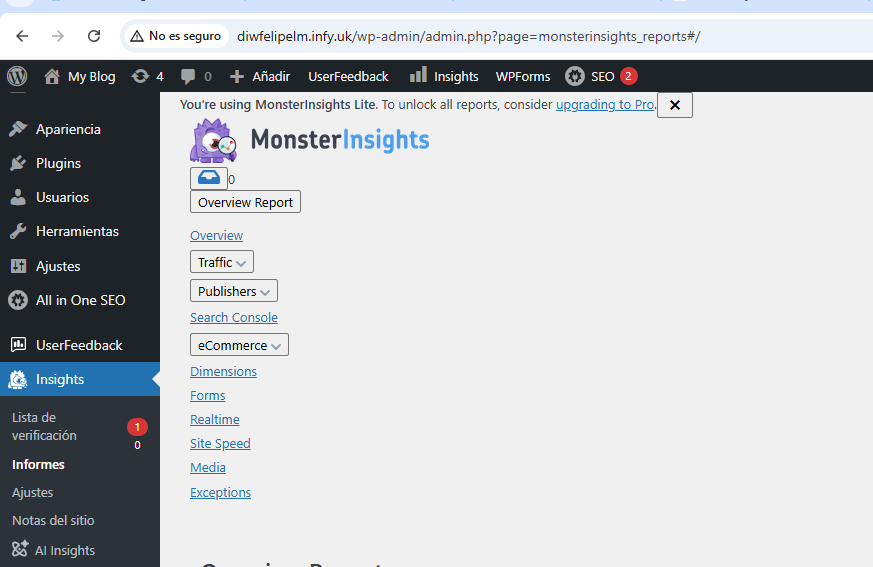 No es seguro diwfelipelm.infy.uk/wp-admin/admin.php?page=monsterinsights_reports#/
My Blog 4 0 Añadir UserFeedback Insights WPForms SEO 2
You're using MonsterInsights Lite. To unlock all reports, consider upgrading to Pro.
MonsterInsights
0
Overview Report
Overview
Traffic
Publishers
Search Console
eCommerce
Dimensions
Forms
Realtime
Site Speed
Media
Exceptions
Apariencia
Plugins
Usuarios
Herramientas
Ajustes
All in One SEO
UserFeedback
Insights
Lista de
verificación
1
0
Informes
Ajustes
Notas del sitio
AI Insights
Overview Report